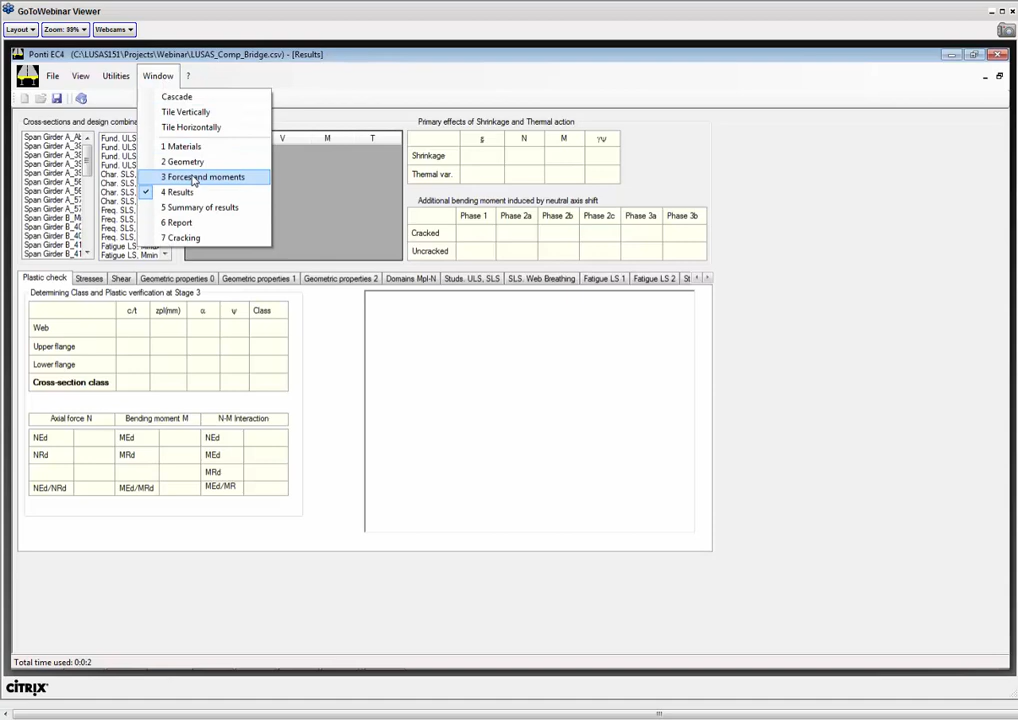 GoToWebinar Viewer
Layout Zoom: 99% Webcams
Ponti EC4 (C:\LUSAS151\Projects\Webinar\LUSAS_Comp_Bridge.csv) - [Results]
File View Utilities Window ?
Cascade
Tile Vertically
Tile Horizontally
1 Materials
2 Geometry
3 Forces and moments
4 Results
5 Summary of results
6 Report
7 Cracking
Cross-sections and design combina
Span Girder A_At
Span Girder A_38
Span Girder A_38
Span Girder A_39
Span Girder A_56
Span Girder A_56
Span Girder A_57
Span Girder A_57
Span Girder B_Mi
Span Girder B_40
Span Girder B_40
Span Girder B_41
Fund. ULS,
Fund. ULS,
Fund. ULS,
Fund. ULS,
Char. SLS,
Char. SLS,
Char. SLS,
Char. SLS,
Freq. SLS,
Freq. SLS,
Freq. SLS,
Freq. SLS,
Fatigue LS,
Fatigue LS, Mmin
V M T
Primary effects of Shrinkage and Thermal action
ε N M γψ
Shrinkage
Thermal var.
Additional bending moment induced by neutral axis shift
Phase 1 Phase 2a Phase 2b Phase 2c Phase 3a Phase 3b
Cracked
Uncracked
Plastic check Stresses Shear Geometric properties 0 Geometric properties 1 Geometric properties 2 Domains Mpl-N Studs. ULS, SLS SLS. Web Breathing Fatigue LS 1 Fatigue LS 2 St
Determining Class and Plastic verification at Stage 3
c/t zpl(mm) α ψ Class
Web
Upper flange
Lower flange
Cross-section class
Axial force N Bending moment M N-M Interaction
NEd MEd NEd
NRd MRd MEd
MRd
NEd/NRd MEd/MRd MEd/MR
Total time used: 0:0:2
CITRIX